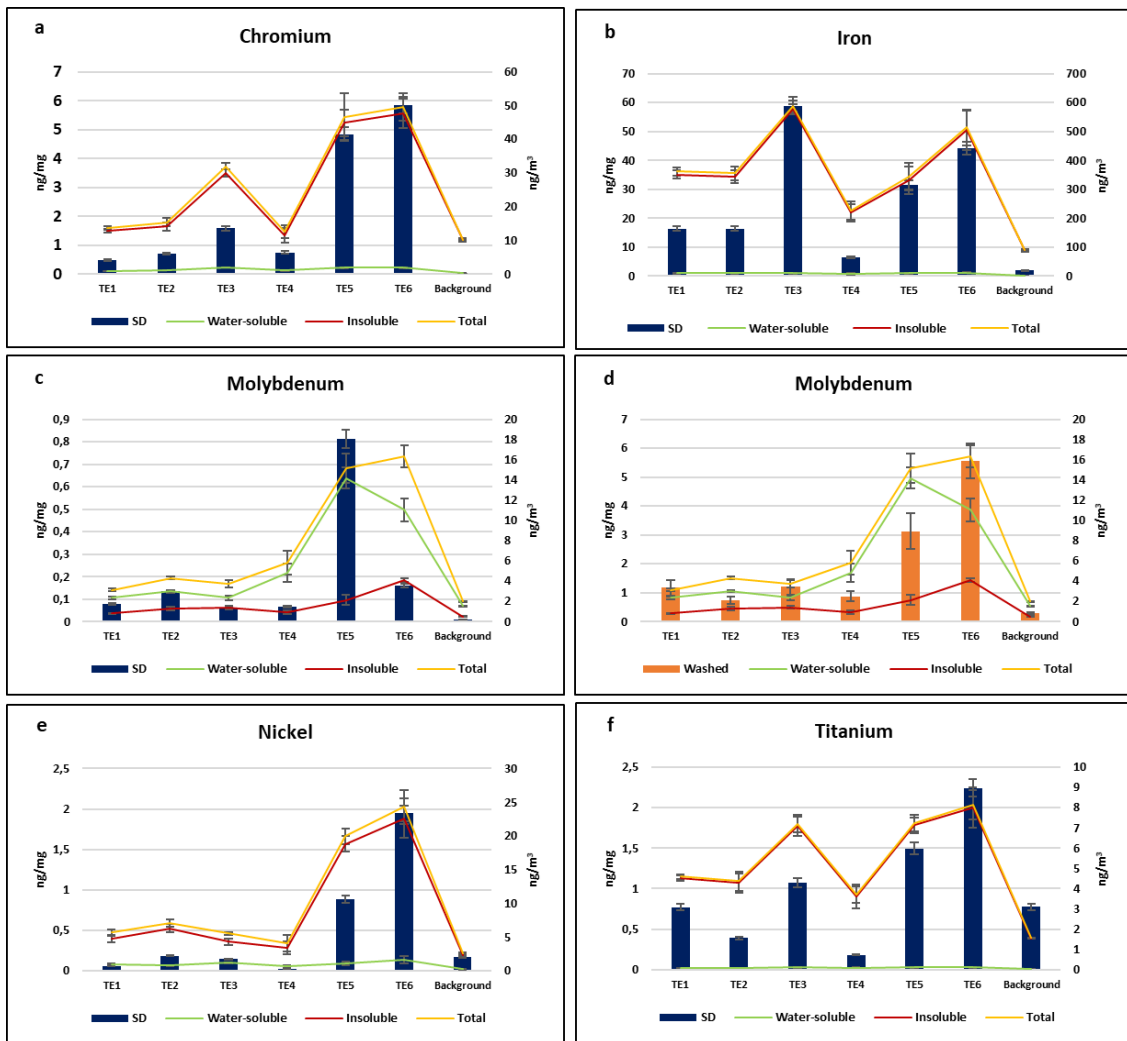 a
Chromium
ng/mg
7
6
5
4
3
2
1
0
60
50
40
30
20
10
0
ng/m³
TE1 TE2 TE3 TE4 TE5 TE6 Background
SD Water-soluble Insoluble Total
b
Iron
ng/mg
70
60
50
40
30
20
10
0
700
600
500
400
300
200
100
0
ng/m³
TE1 TE2 TE3 TE4 TE5 TE6 Background
SD Water-soluble Insoluble Total
c
Molybdenum
ng/mg
0,9
0,8
0,7
0,6
0,5
0,4
0,3
0,2
0,1
0
20
18
16
14
12
10
8
6
4
2
0
ng/m³
TE1 TE2 TE3 TE4 TE5 TE6 Background
SD Water-soluble Insoluble Total
d
Molybdenum
ng/mg
7
6
5
4
3
2
1
0
20
18
16
14
12
10
8
6
4
2
0
ng/m³
TE1 TE2 TE3 TE4 TE5 TE6 Background
Washed Water-soluble Insoluble Total
e
Nickel
ng/mg
2,5
2
1,5
1
0,5
0
30
25
20
15
10
5
0
ng/m³
TE1 TE2 TE3 TE4 TE5 TE6 Background
SD Water-soluble Insoluble Total
f
Titanium
ng/mg
2,5
2
1,5
1
0,5
0
10
9
8
7
6
5
4
3
2
1
0
ng/m³
TE1 TE2 TE3 TE4 TE5 TE6 Background
SD Water-soluble Insoluble Total